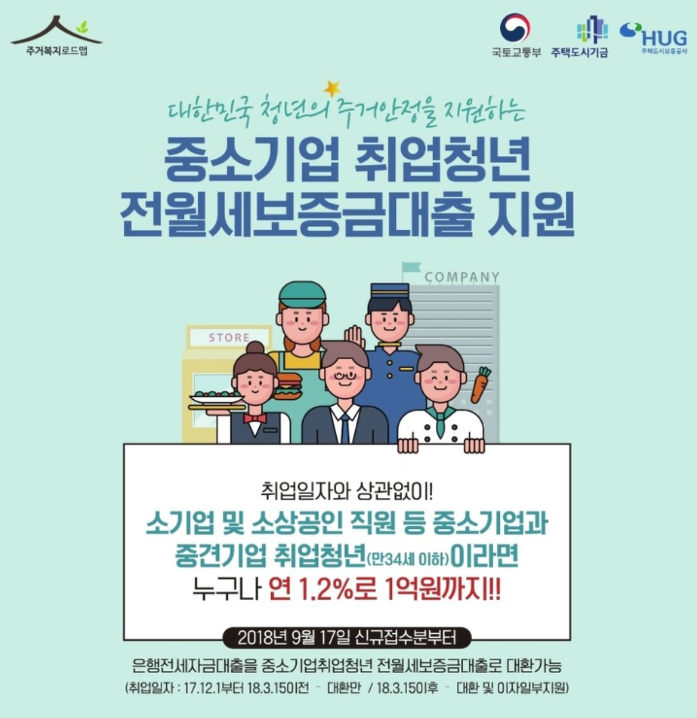 주거복지로드맵
국토교통부
주택도시기금
HUG
주택도시보증공사
대한민국 청년의 주거안정을 지원하는
중소기업 취업청년
전월세보증금대출 지원
COMPANY
STORE
취업일자와 상관없이!
소기업 및 소상공인 직원 등 중소기업과
중견기업 취업청년(만34세 이하)이라면
누구나 연 1.2%로 1억원까지!!
2018년 9월 17일 신규접수분부터
은행전세자금대출을 중소기업취업청년 전월세보증금대출로 대환가능
(취업일자 : 17.12.1부터 18.3.15이전 - 대환만 / 18.3.15이후 - 대환 및 이자일부지원)